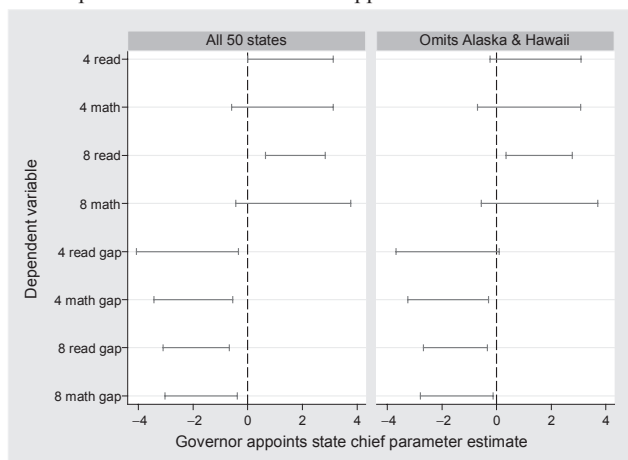 All 50 states
Omits Alaska & Hawaii
Dependent variable
4 read
4 math
8 read
8 math
4 read gap
4 math gap
8 read gap
8 math gap
−4 −2 0 2 4
−4 −2 0 2 4
Governor appoints state chief parameter estimate